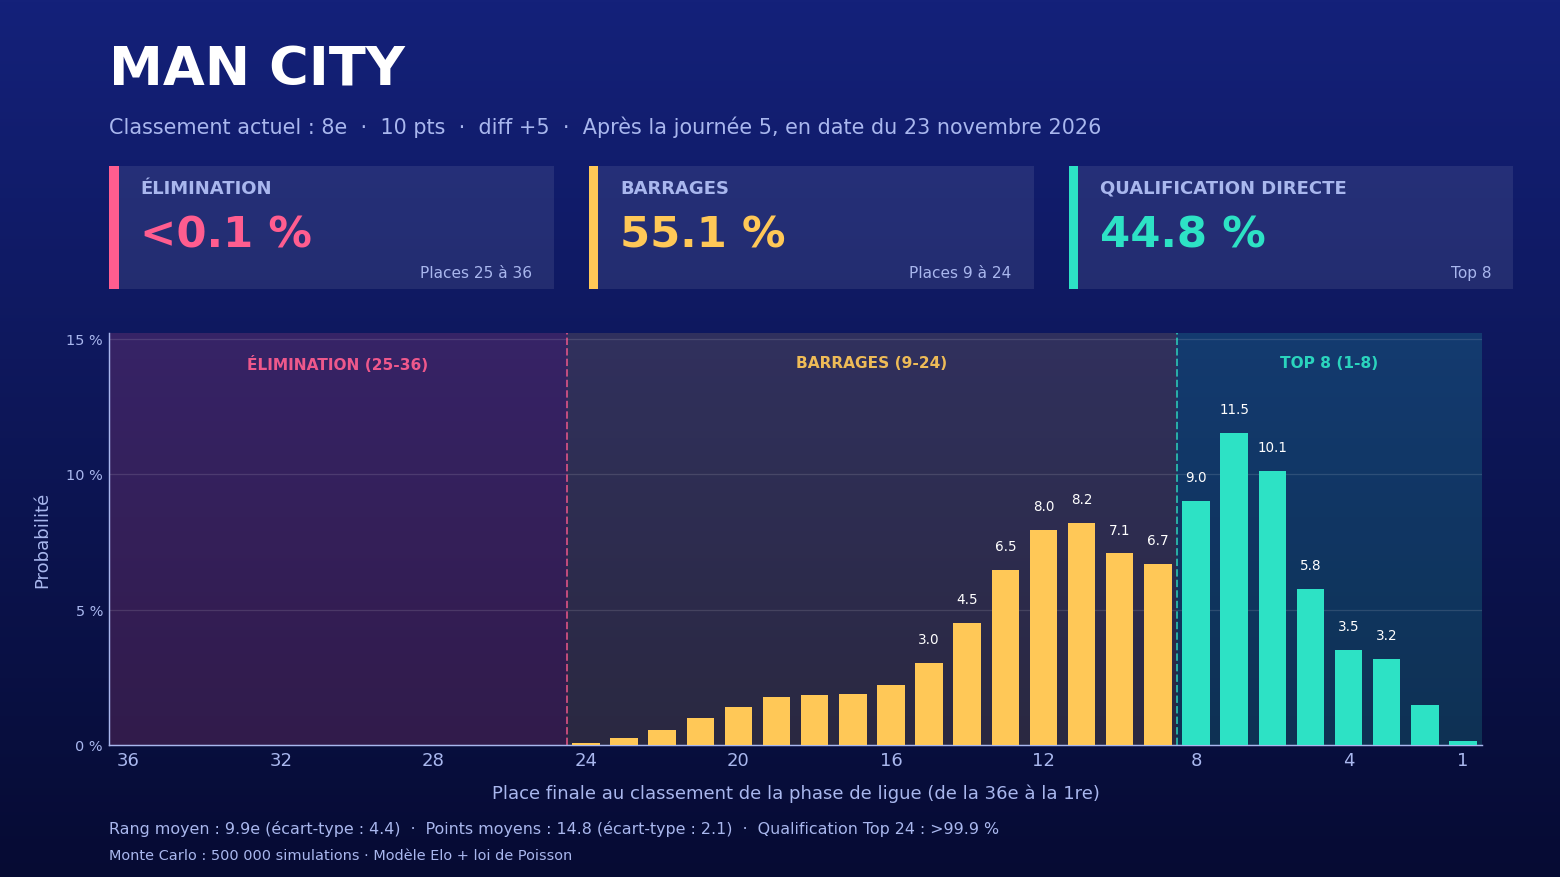 MAN CITY
Classement actuel : 8e · 10 pts · diff +5 · Après la journée 5, en date du 23 novembre 2026
ÉLIMINATION
<0.1 %
Places 25 à 36
BARRAGES
55.1 %
Places 9 à 24
QUALIFICATION DIRECTE
44.8 %
Top 8
15 %
10 %
5 %
0 %
Probabilité
ÉLIMINATION (25-36)
BARRAGES (9-24)
TOP 8 (1-8)
3.0
4.5
6.5
8.0
8.2
7.1
6.7
9.0
11.5
10.1
5.8
3.5
3.2
36 32 28 24 20 16 12 8 4 1
Place finale au classement de la phase de ligue (de la 36e à la 1re)
Rang moyen : 9.9e (écart-type : 4.4) · Points moyens : 14.8 (écart-type : 2.1) · Qualification Top 24 : >99.9 %
Monte Carlo : 500 000 simulations · Modèle Elo + loi de Poisson